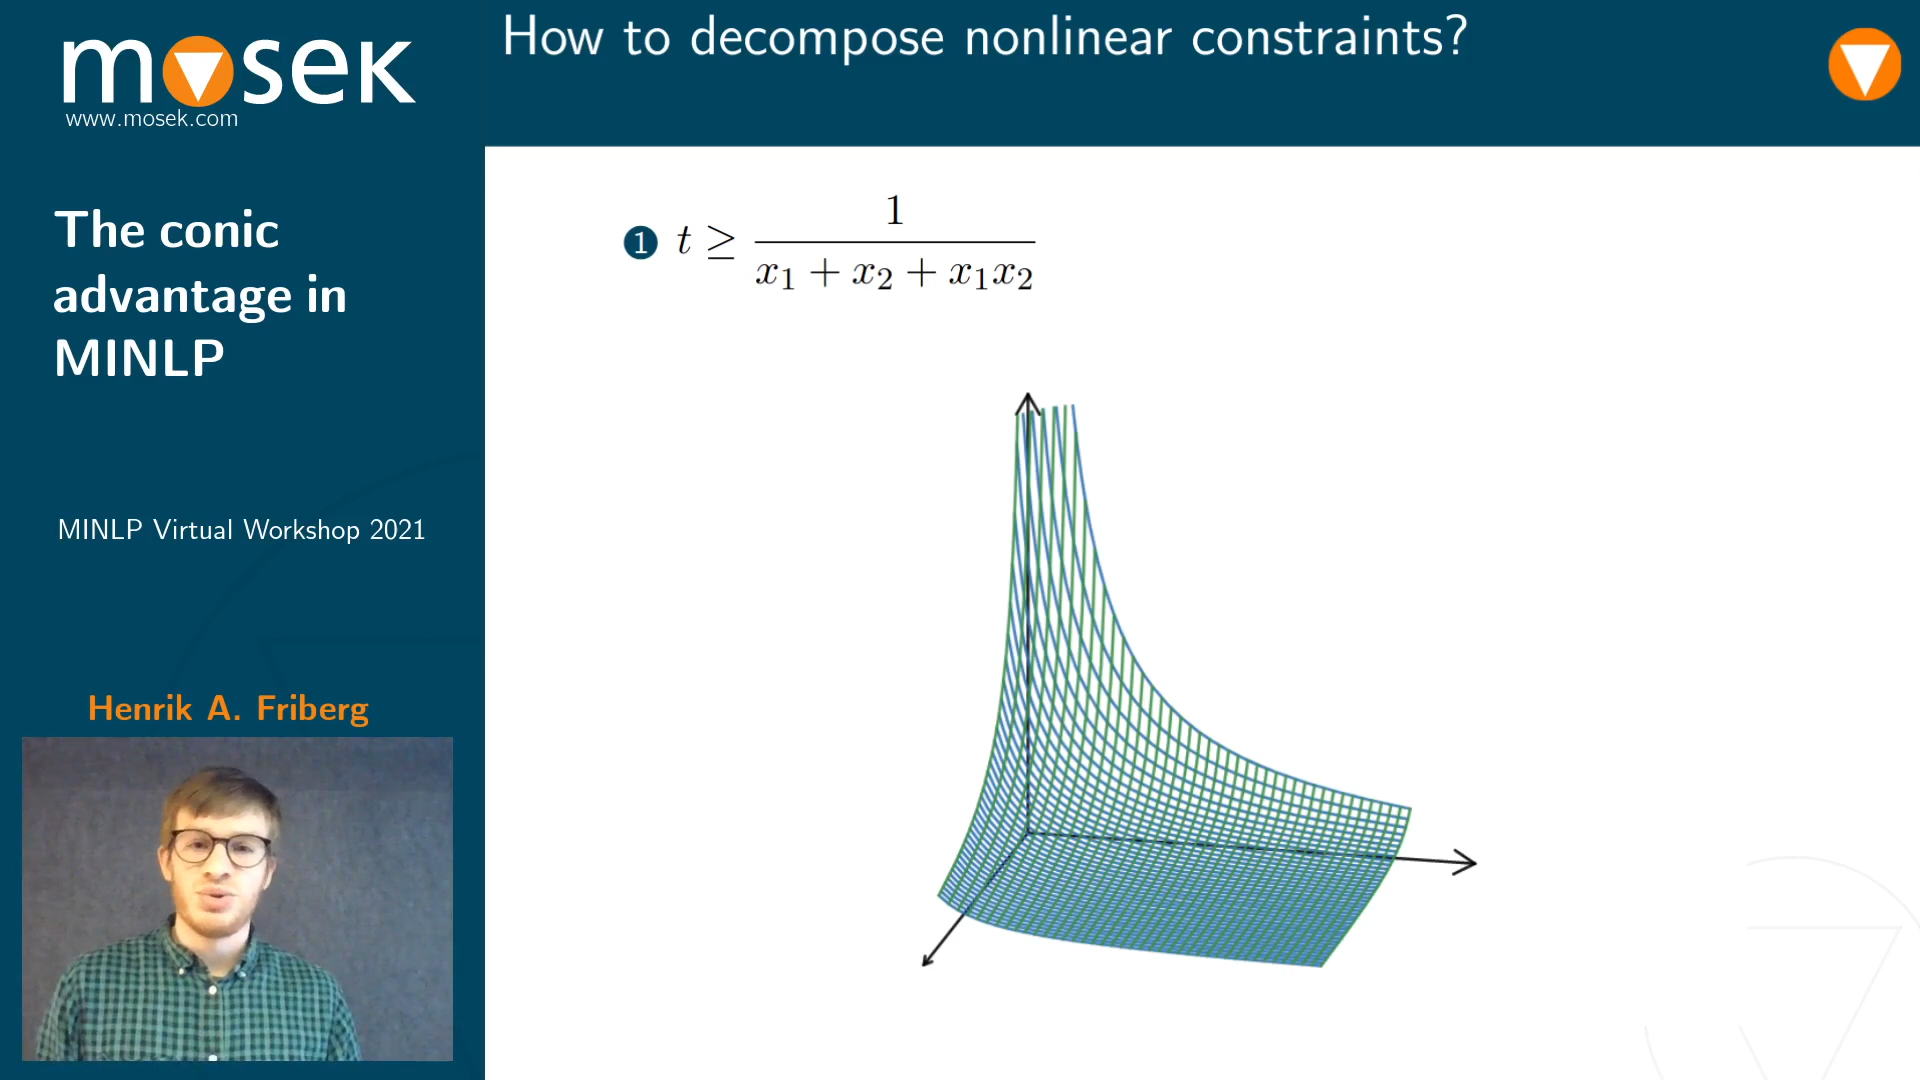 mosek
www.mosek.com
The conic
advantage in
MINLP
MINLP Virtual Workshop 2021
Henrik A. Friberg
How to decompose nonlinear constraints?
1 t ≥ 1 / (x₁ + x₂ + x₁x₂)